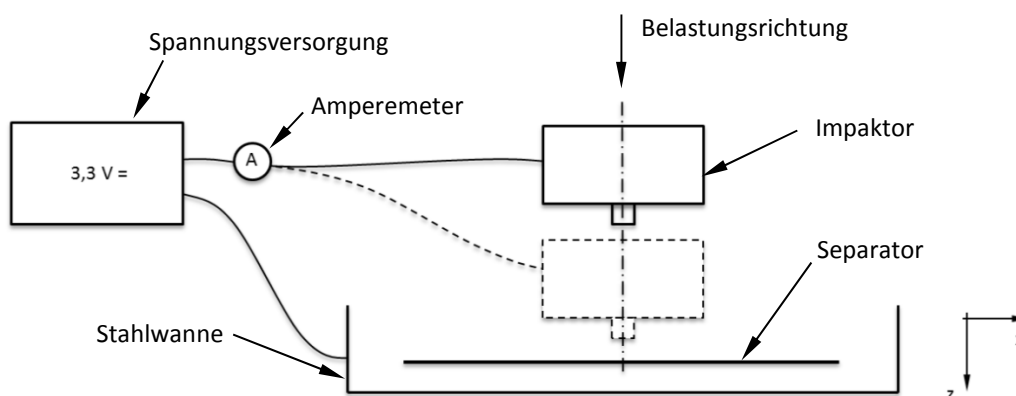 Spannungsversorgung
Belastungsrichtung
Amperemeter
Impaktor
3,3 V =
A
Separator
Stahlwanne
z